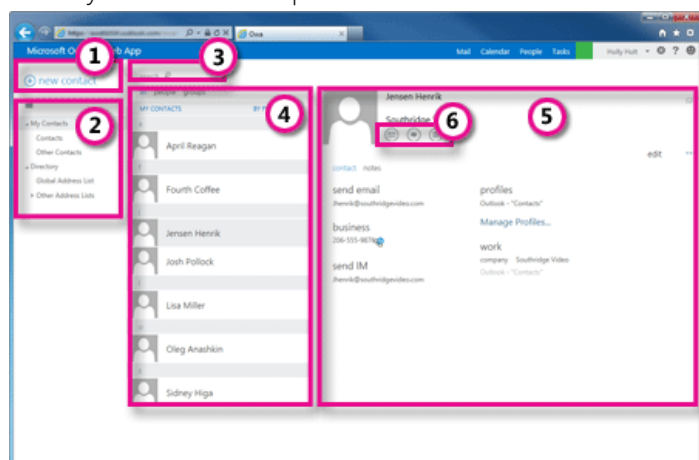 Owa
Microsoft O
b App
Mail Calendar People Tasks
Holly Holt
1
3
new contact
search
people groups
MY CONTACTS
BY
4
2
My Contacts
Contacts
Other Contacts
Directory
Global Address List
Other Address Lists
April Reagan
Fourth Coffee
Jensen Henrik
Josh Pollock
Lisa Miller
Oleg Anashkin
Sidney Higa
Jensen Henrik
Southridge
6
5
edit
contact notes
send email
profiles
Jhenrik@southridgevideo.com
Outlook - "Contacts"
Manage Profiles...
business
206-555-987
work
company Southridge Video
Outlook - "Contacts"
send IM
Jhenrik@southridgevideo.com